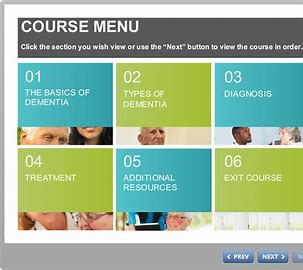 COURSE MENU
Click the section you wish view or use the "Next" button to view the course in order.
01
THE BASICS OF
DEMENTIA
02
TYPES OF
DEMENTIA
03
DIAGNOSIS
04
TREATMENT
05
ADDITIONAL
RESOURCES
06
EXIT COURSE
PREV
NEXT